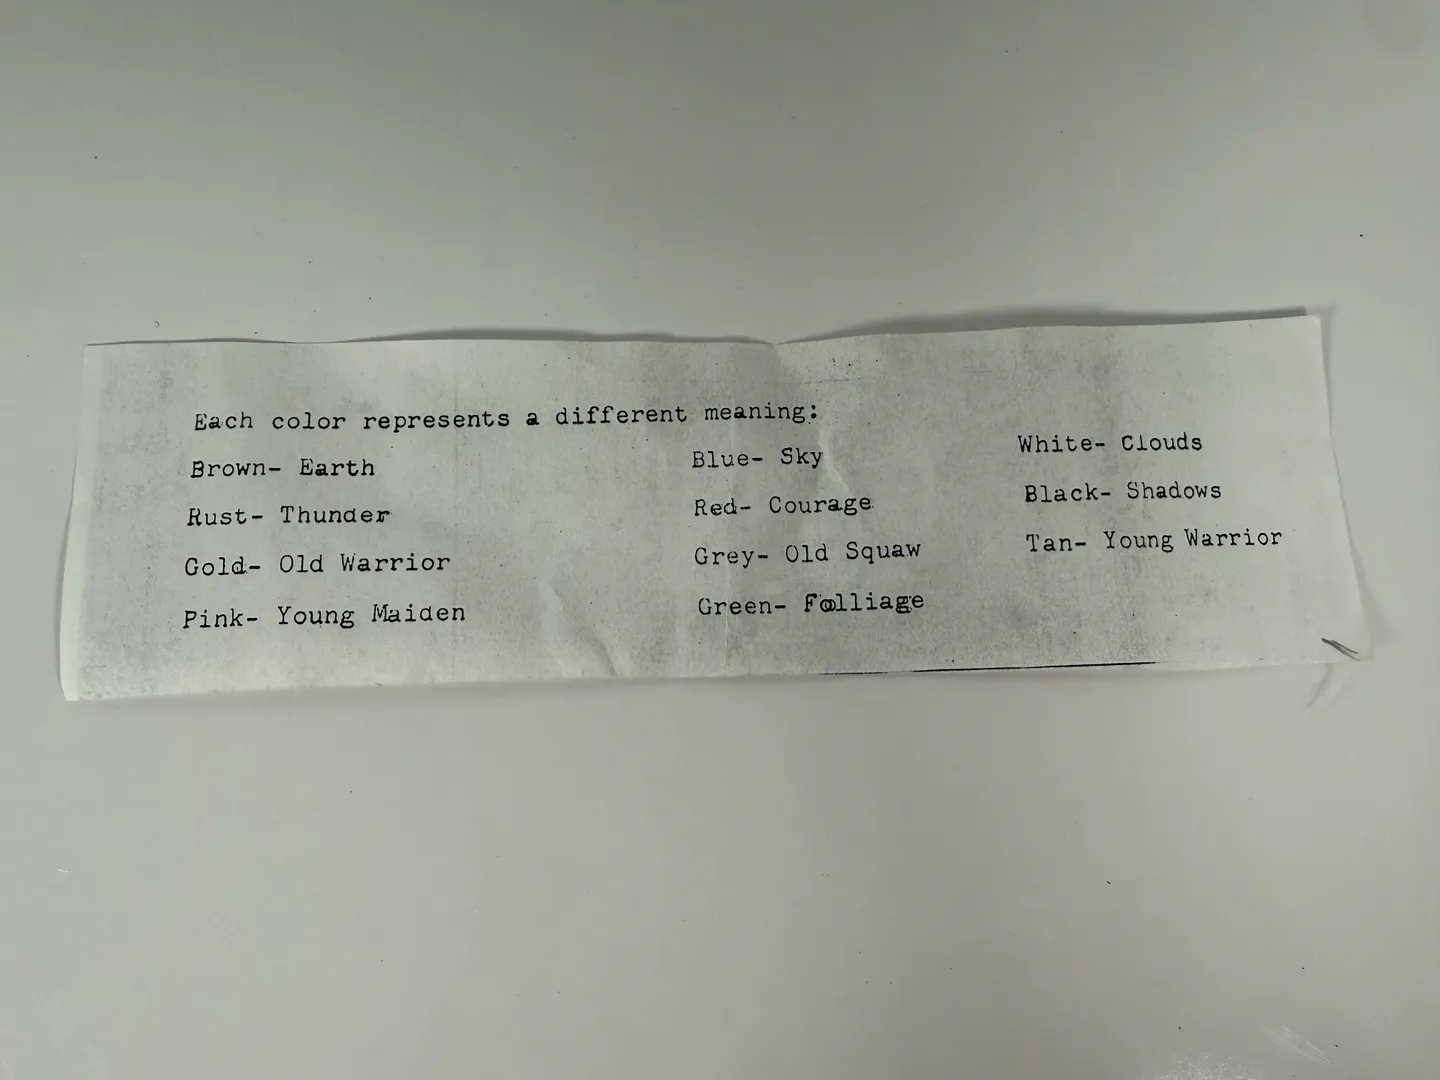 Each color represents a different meaning:
Brown- Earth
Rust- Thunder
Gold- Old Warrior
Pink- Young Maiden
Blue- Sky
Red- Courage
Grey- Old Squaw
Green- Folliage
White- Clouds
Black- Shadows
Tan- Young Warrior